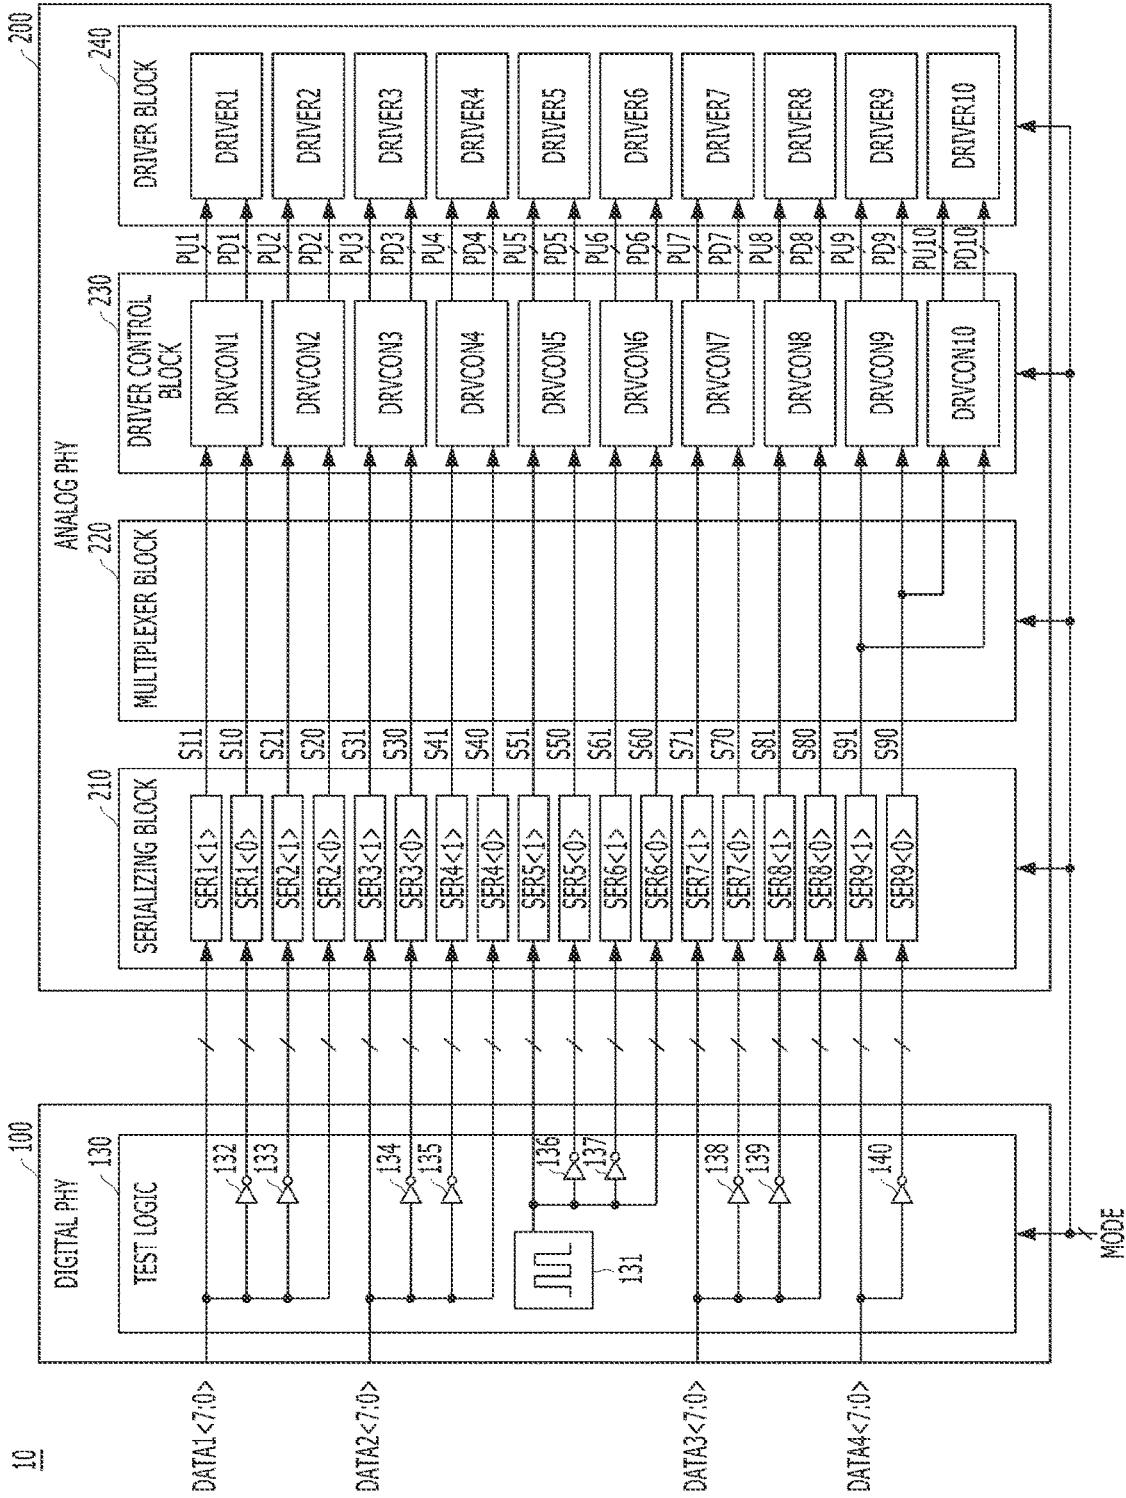 10
DIGITAL PHY
100
TEST LOGIC
130
DATA1<7:0>
DATA2<7:0>
DATA3<7:0>
DATA4<7:0>
132
133
134
135
136
137
131
138
139
140
MODE
ANALOG PHY
200
SERIALIZING BLOCK
210
SER1<1>
SER1<0>
SER2<1>
SER2<0>
SER3<1>
SER3<0>
SER4<1>
SER4<0>
SER5<1>
SER5<0>
SER6<1>
SER6<0>
SER7<1>
SER7<0>
SER8<1>
SER8<0>
SER9<1>
SER9<0>
S11
S10
S21
S20
S31
S30
S41
S40
S51
S50
S61
S60
S71
S70
S81
S80
S91
S90
MULTIPLEXER BLOCK
220
DRIVER CONTROL
BLOCK
230
DRVCON1
DRVCON2
DRVCON3
DRVCON4
DRVCON5
DRVCON6
DRVCON7
DRVCON8
DRVCON9
DRVCON10
PU1
PD1
PU2
PD2
PU3
PD3
PU4
PD4
PU5
PD5
PU6
PD6
PU7
PD7
PU8
PD8
PU9
PD9
PU10
PD10
DRIVER BLOCK
240
DRIVER1
DRIVER2
DRIVER3
DRIVER4
DRIVER5
DRIVER6
DRIVER7
DRIVER8
DRIVER9
DRIVER10